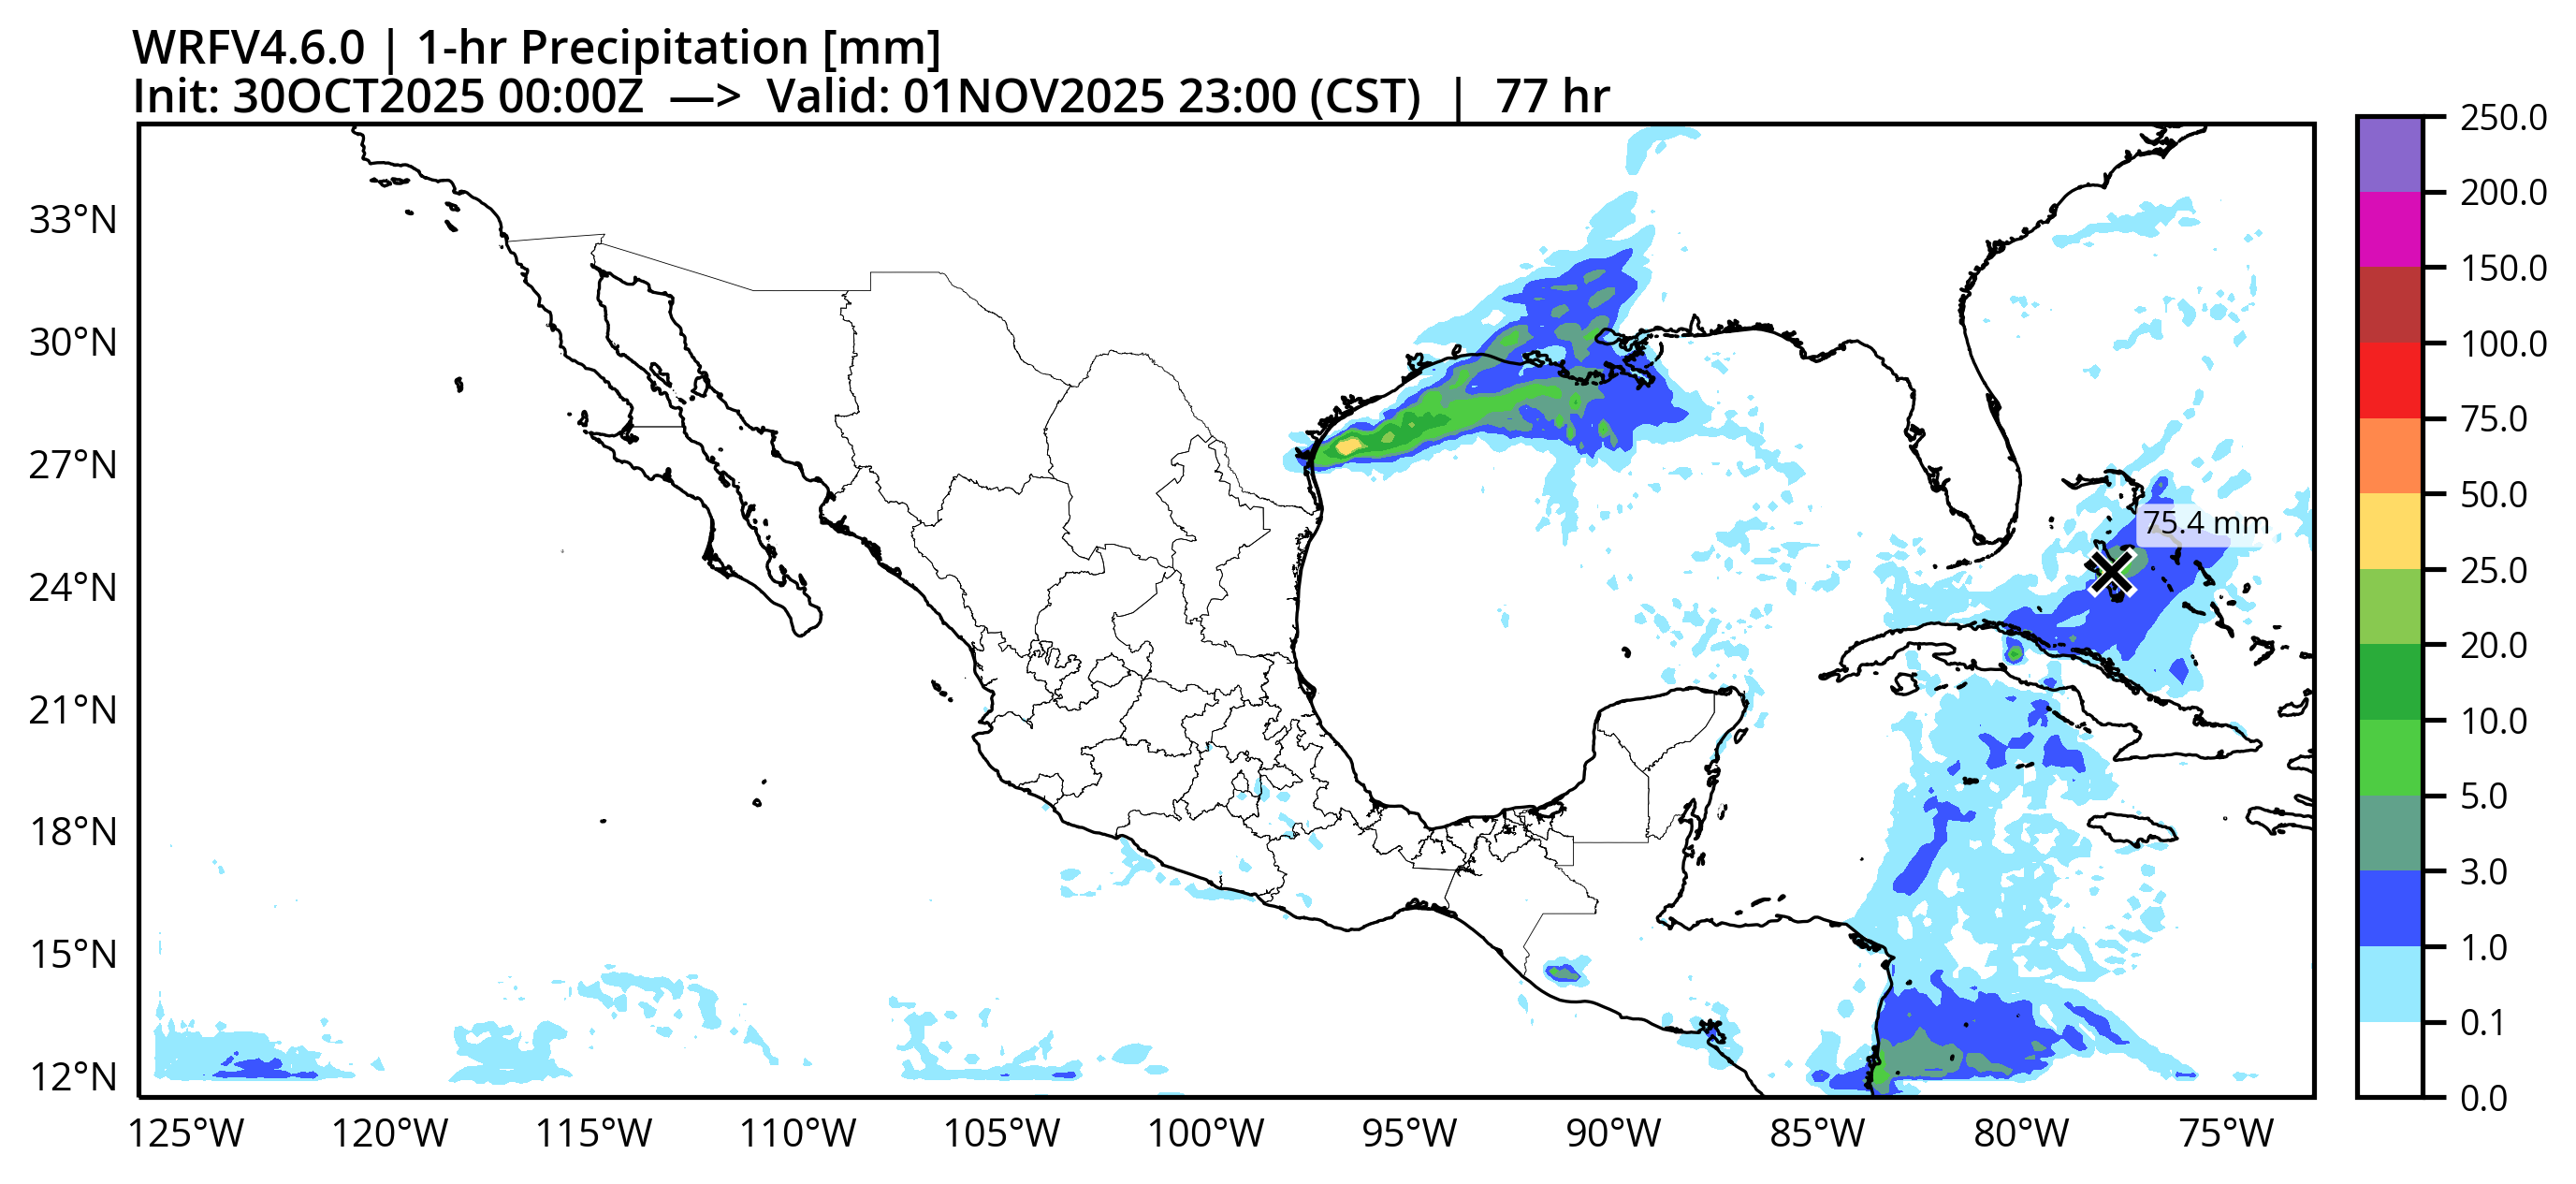 WRFV4.6.0 | 1-hr Precipitation [mm]
Init: 30OCT2025 00:00Z —> Valid: 01NOV2025 23:00 (CST) | 77 hr
250.0
200.0
150.0
100.0
75.0
50.0
25.0
20.0
10.0
5.0
3.0
1.0
0.1
0.0
33°N
30°N
27°N
24°N
21°N
18°N
15°N
12°N
75.4 mm
125°W 120°W 115°W 110°W 105°W 100°W 95°W 90°W 85°W 80°W 75°W